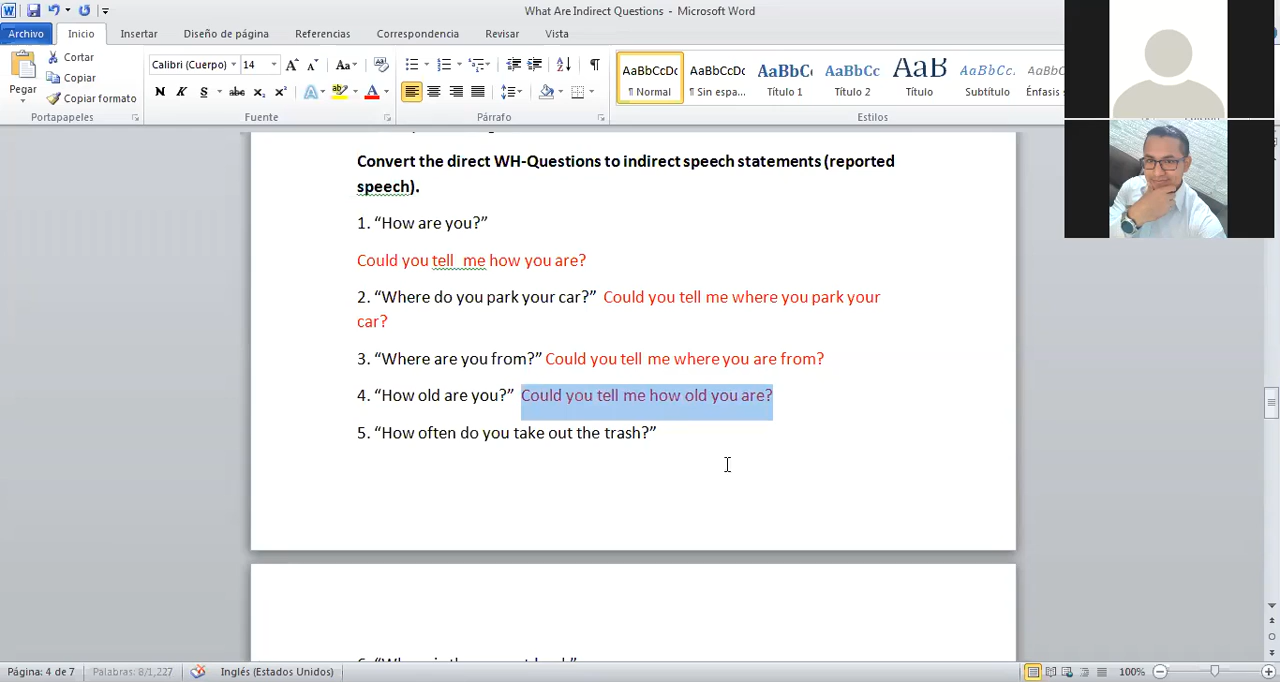 What Are Indirect Questions - Microsoft Word
Archivo Inicio Insertar Diseño de página Referencias Correspondencia Revisar Vista
Pegar
Cortar
Copiar
Copiar formato
Portapapeles
Calibri (Cuerpo) 14
Fuente
Párrafo
AaBbCcDc AaBbCcDc AaBbC AaBbCc AaB AaBbCc AaBbCc
¶ Normal ¶ Sin espa... Título 1 Título 2 Título Subtítulo Énfasis
Estilos
Convert the direct WH-Questions to indirect speech statements (reported
speech).
1. “How are you?”
Could you tell me how you are?
2. “Where do you park your car?” Could you tell me where you park your
car?
3. “Where are you from?” Could you tell me where you are from?
4. “How old are you?” Could you tell me how old you are?
5. “How often do you take out the trash?”
Página: 4 de 7 Palabras: 8/1,227 Inglés (Estados Unidos) 100%